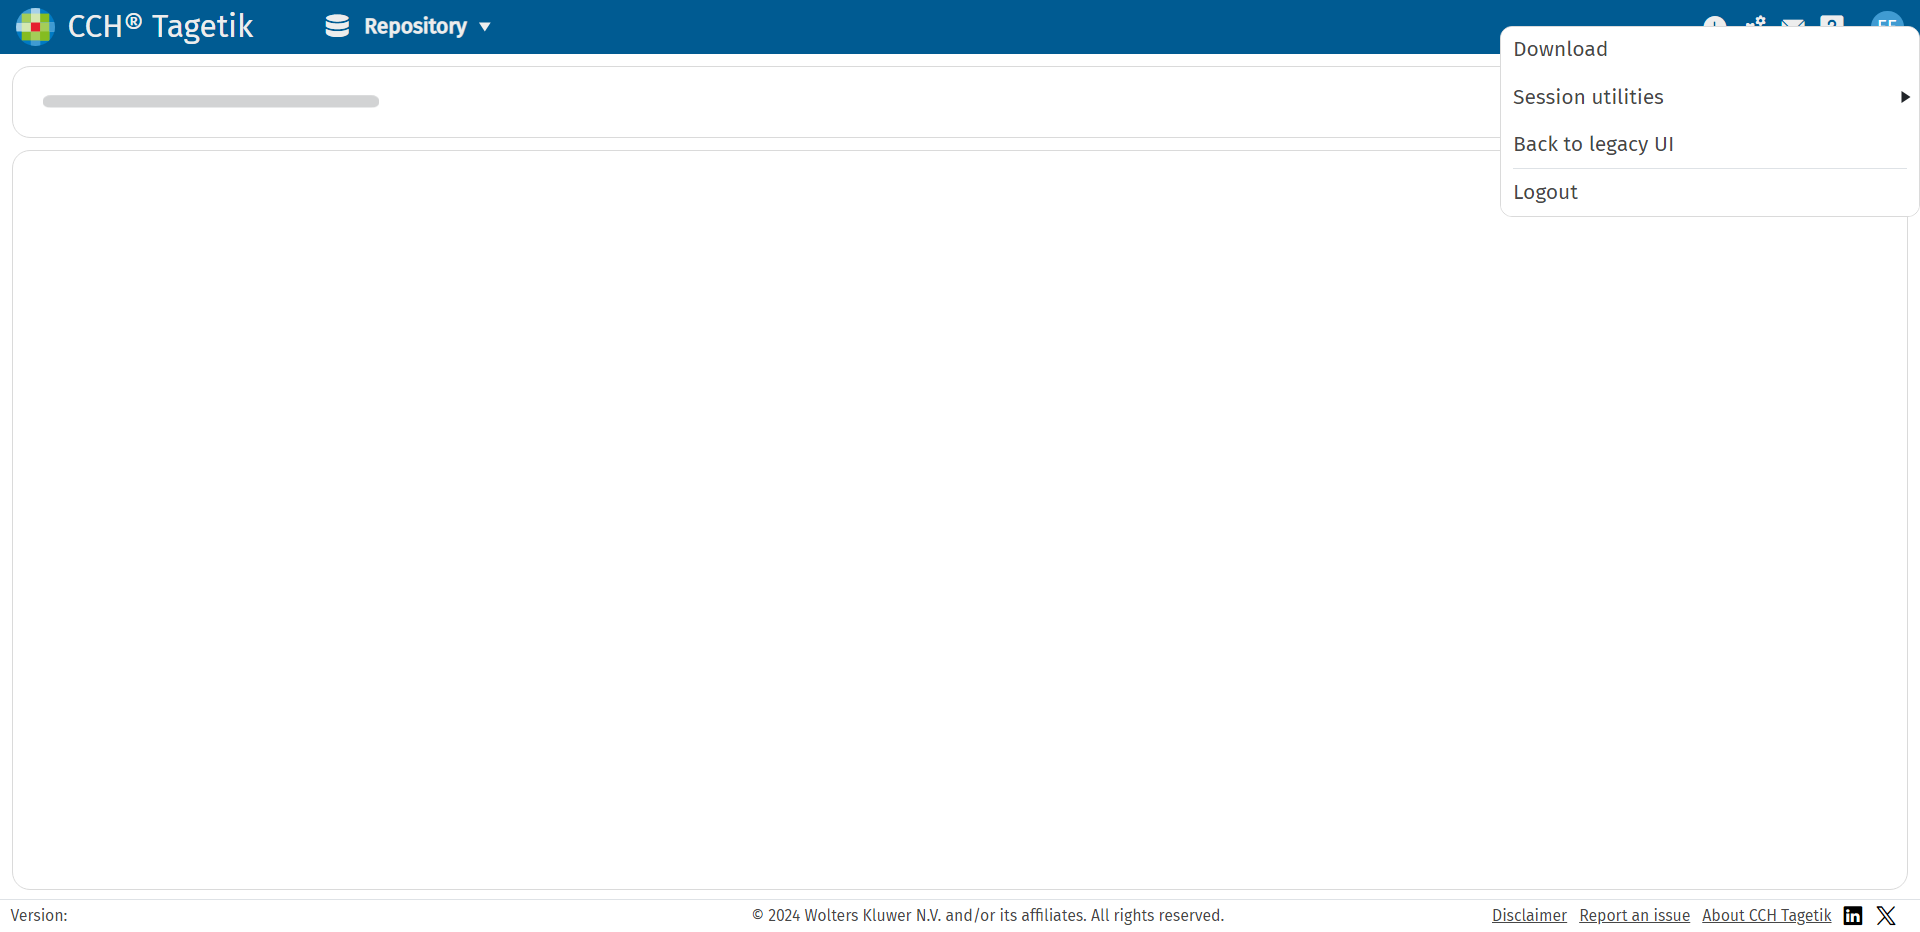 CCH® Tagetik
Repository
Download
Session utilities
Back to legacy UI
Logout
Version:
© 2024 Wolters Kluwer N.V. and/or its affiliates. All rights reserved.
Disclaimer Report an issue About CCH Tagetik